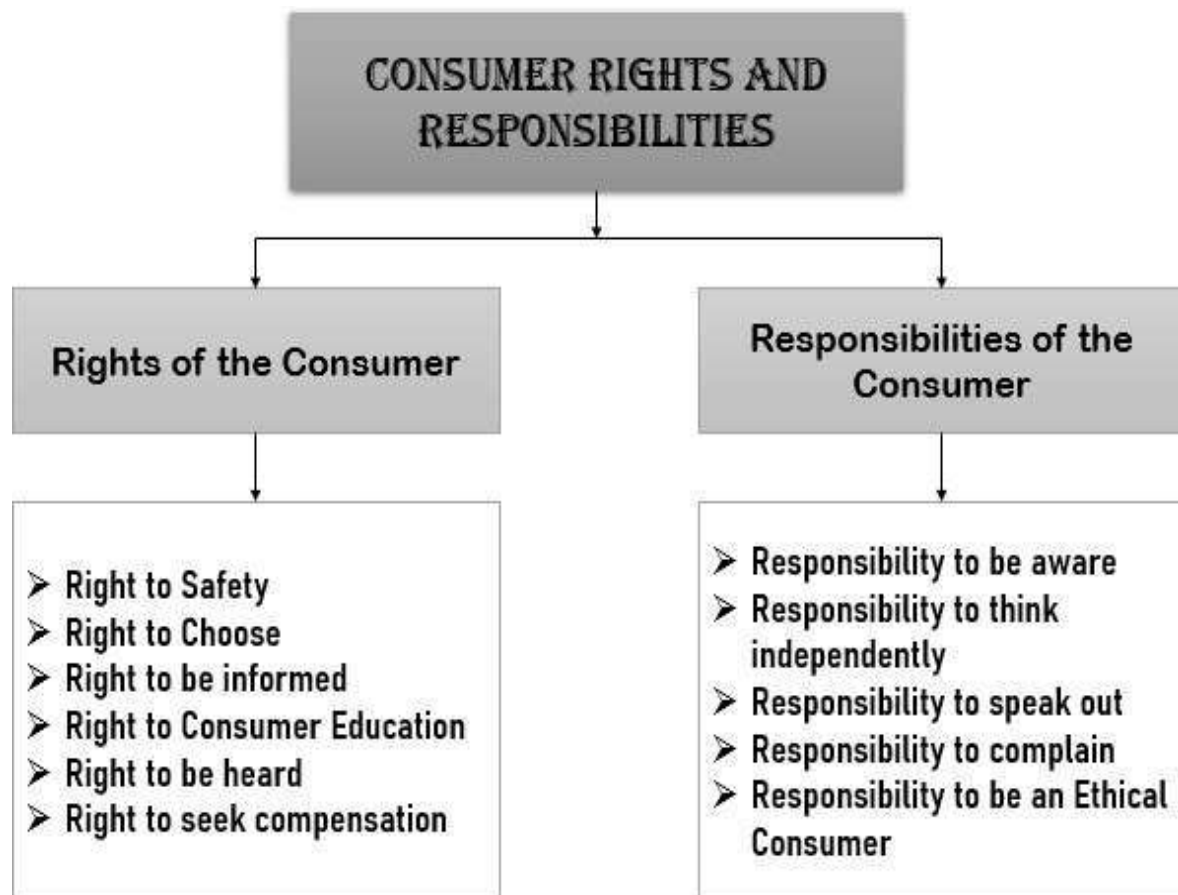 CONSUMER RIGHTS AND
RESPONSIBILITIES
Rights of the Consumer
Responsibilities of the
Consumer
➢ Right to Safety
➢ Right to Choose
➢ Right to be informed
➢ Right to Consumer Education
➢ Right to be heard
➢ Right to seek compensation
➢ Responsibility to be aware
➢ Responsibility to think
independently
➢ Responsibility to speak out
➢ Responsibility to complain
➢ Responsibility to be an Ethical
Consumer